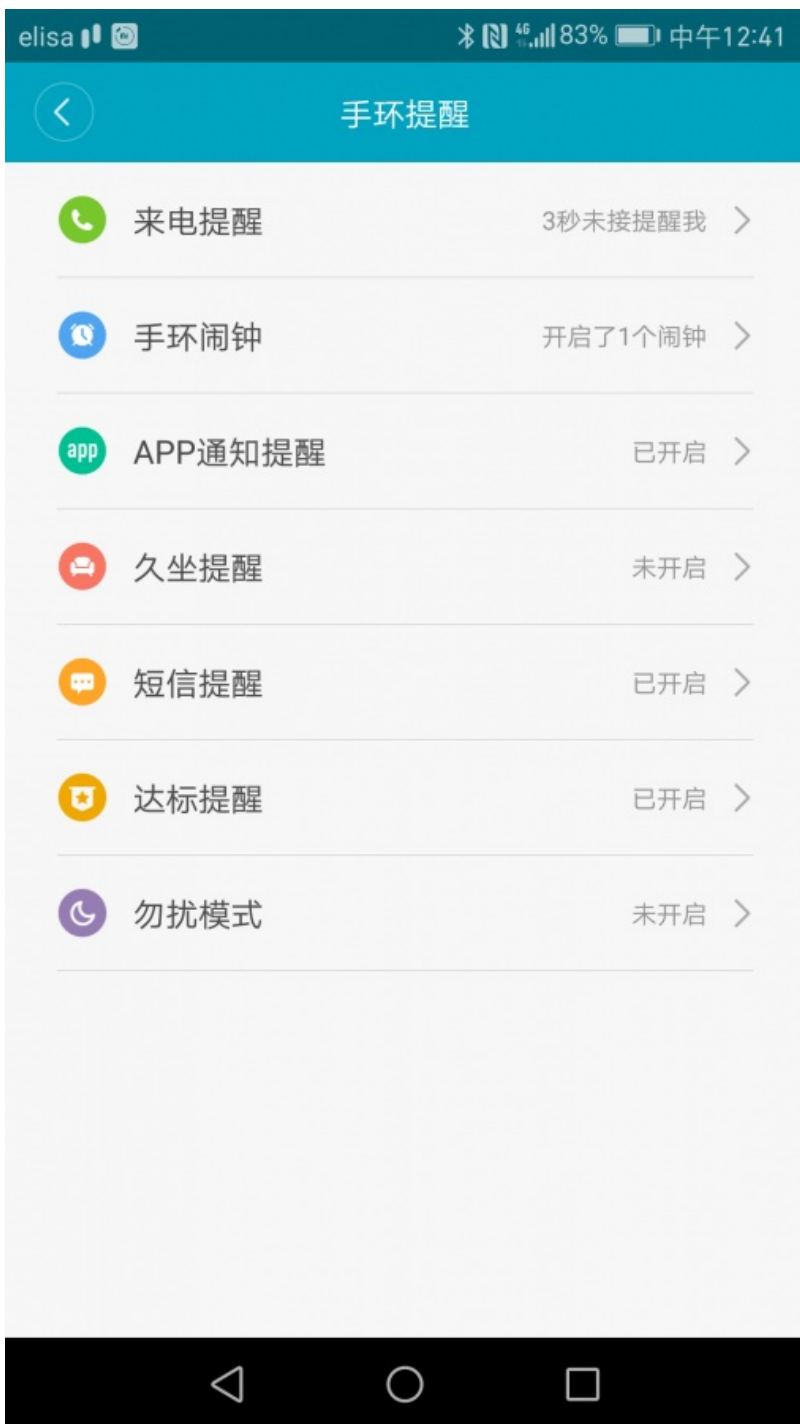 elisa 4G 83% 中午12:41
手环提醒
来电提醒 3秒未接提醒我
手环闹钟 开启了1个闹钟
app APP通知提醒 已开启
久坐提醒 未开启
短信提醒 已开启
达标提醒 已开启
勿扰模式 未开启